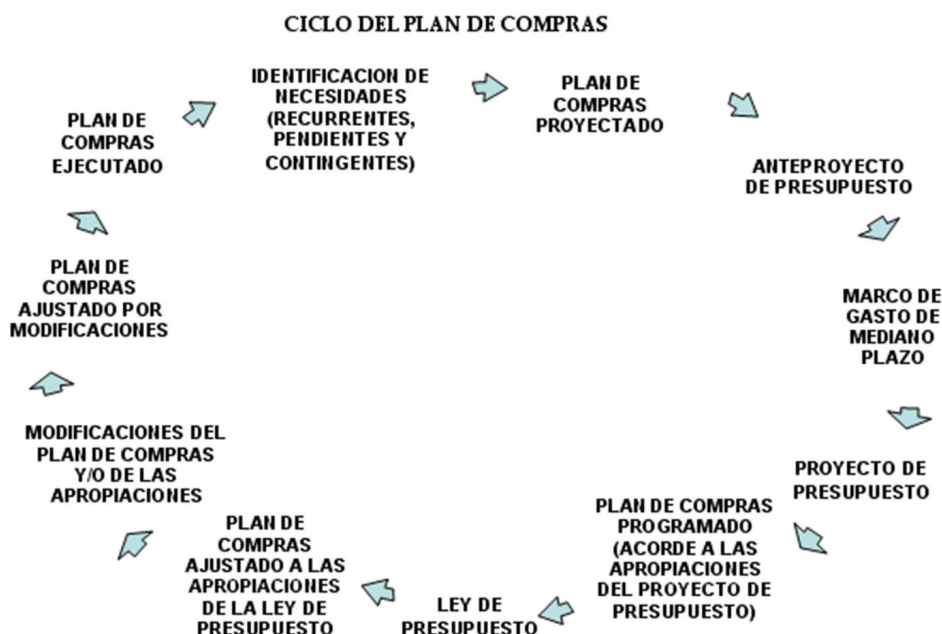 CICLO DEL PLAN DE COMPRAS
IDENTIFICACION DE
NECESIDADES
(RECURRENTES,
PENDIENTES Y
CONTINGENTES)
PLAN DE
COMPRAS
PROYECTADO
ANTEPROYECTO
DE PRESUPUESTO
MARCO DE
GASTO DE
MEDIANO
PLAZO
PROYECTO DE
PRESUPUESTO
PLAN DE COMPRAS
PROGRAMADO
(ACORDE A LAS
APROPIACIONES
DEL PROYECTO DE
PRESUPUESTO)
LEY DE
PRESUPUESTO
PLAN DE
COMPRAS
AJUSTADO A LAS
APROPIACIONES
DE LA LEY DE
PRESUPUESTO
MODIFICACIONES DEL
PLAN DE COMPRAS
Y/O DE LAS
APROPIACIONES
PLAN DE
COMPRAS
AJUSTADO POR
MODIFICACIONES
PLAN DE
COMPRAS
EJECUTADO